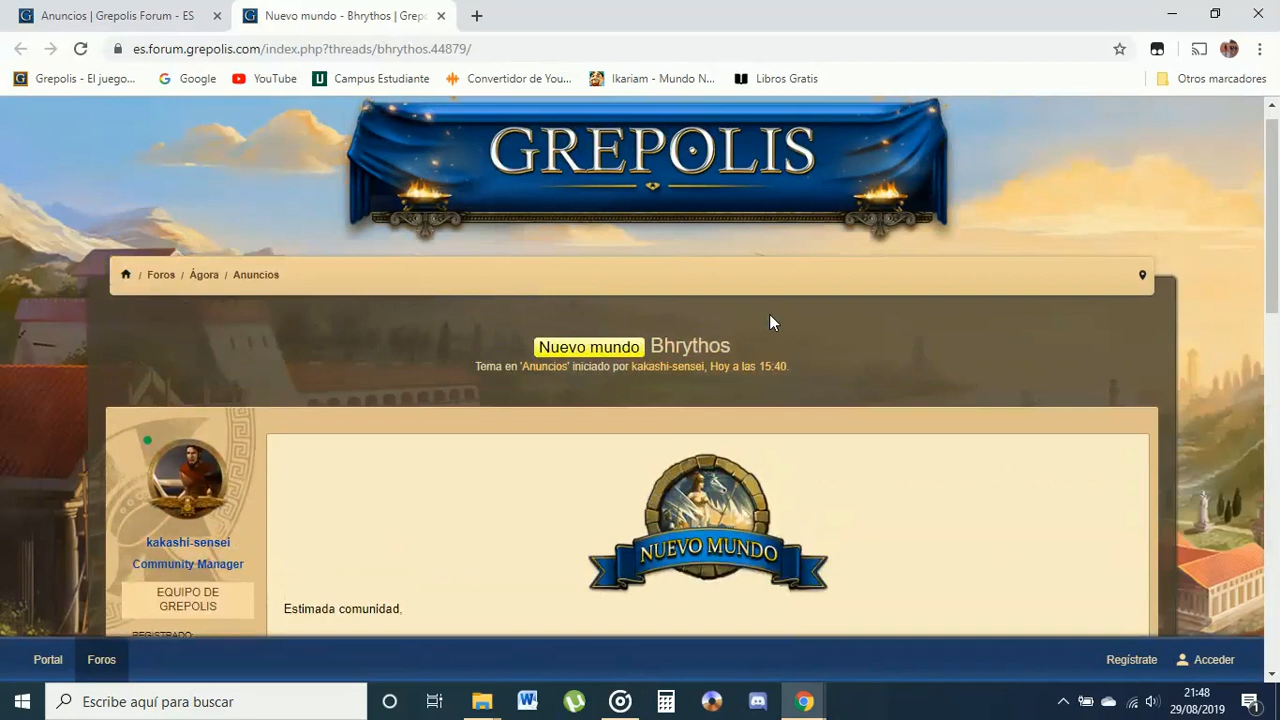 Anuncios | Grepolis Forum - ES
Nuevo mundo - Bhrythos | Grepo
es.forum.grepolis.com/index.php?threads/bhrythos.44879/
Grepolis - El juego...
Google
YouTube
Campus Estudiante
Convertidor de You...
Ikariam - Mundo N...
Libros Gratis
Otros marcadores
GREPOLIS
/ Foros / Ágora / Anuncios
Nuevo mundo Bhrythos
Tema en 'Anuncios' iniciado por kakashi-sensei, Hoy a las 15:40.
NUEVO MUNDO
kakashi-sensei
Community Manager
EQUIPO DE
GREPOLIS
REGISTRADO:
Estimada comunidad,
Portal
Foros
Regístrate
Acceder
Escribe aquí para buscar
21:48
29/08/2019
1